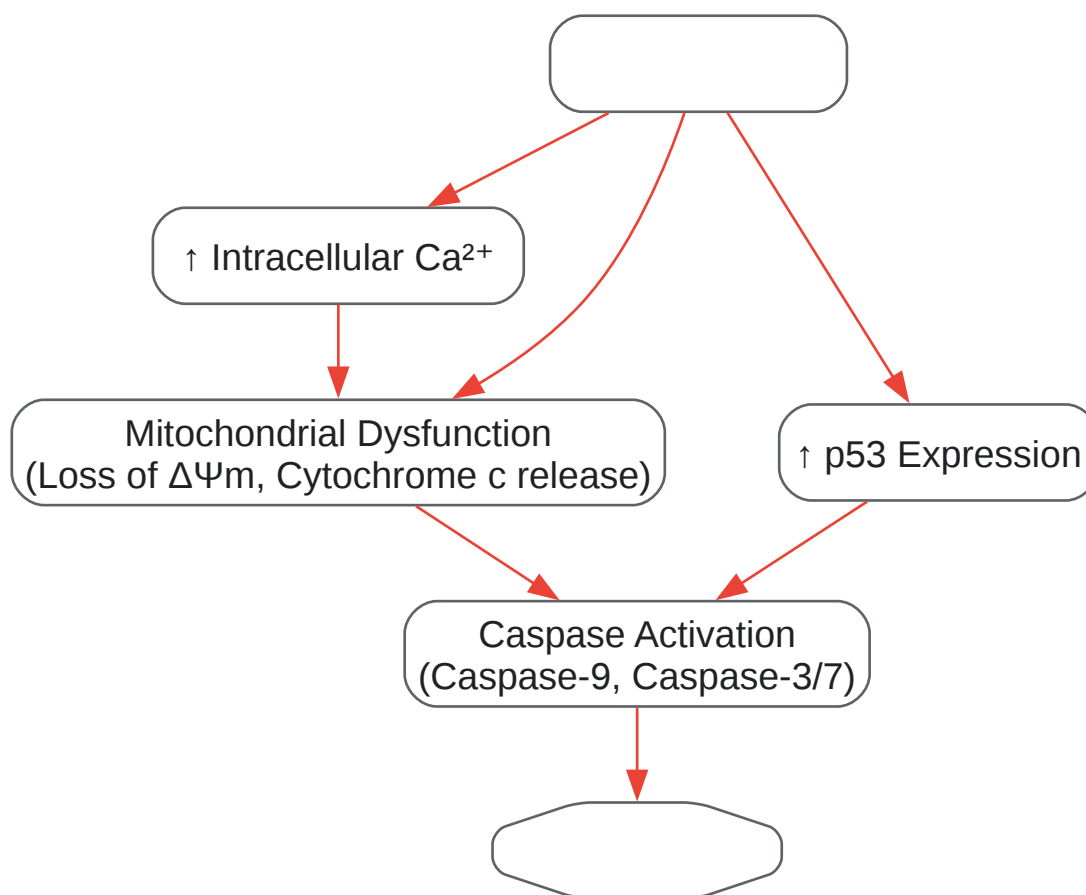 ↑ Intracellular Ca²⁺
Mitochondrial Dysfunction
(Loss of ΔΨm, Cytochrome c release)
↑ p53 Expression
Caspase Activation
(Caspase-9, Caspase-3/7)